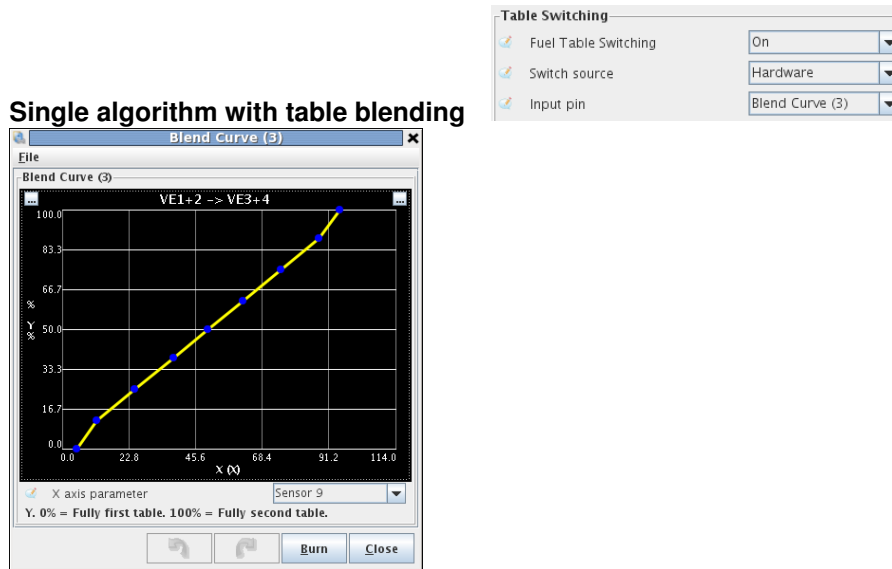 Table Switching
Fuel Table Switching On
Switch source Hardware
Input pin Blend Curve (3)
Single algorithm with table blending
Blend Curve (3)
File
Blend Curve (3)
... VE1+2 -> VE3+4 ...
100.0
83.3
66.7
%
Y
50.0
%
33.3
16.7
0.0
0.0 22.8 45.6 68.4 91.2 114.0
X (X)
X axis parameter Sensor 9
Y. 0% = Fully first table. 100% = Fully second table.
Burn Close